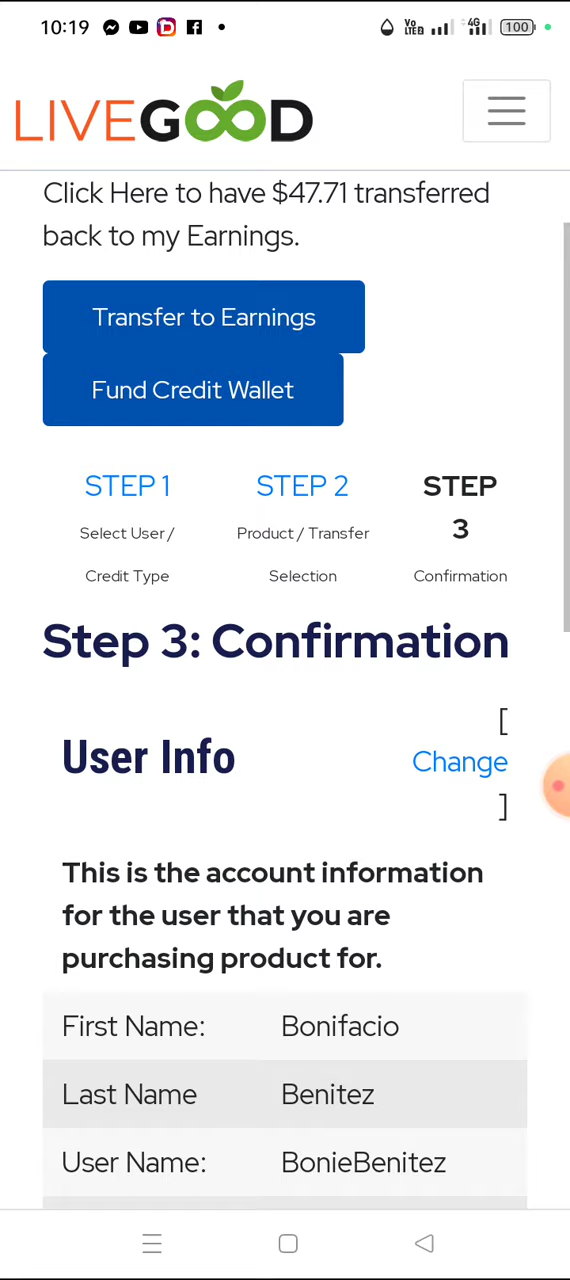 10:19
Vo
LTE2
4G
100
LIVEGOOD
Click Here to have $47.71 transferred
back to my Earnings.
Transfer to Earnings
Fund Credit Wallet
STEP 1
Select User /
Credit Type
STEP 2
Product / Transfer
Selection
STEP
3
Confirmation
Step 3: Confirmation
User Info
[
Change
]
This is the account information
for the user that you are
purchasing product for.
First Name: Bonifacio
Last Name Benitez
User Name: BonieBenitez